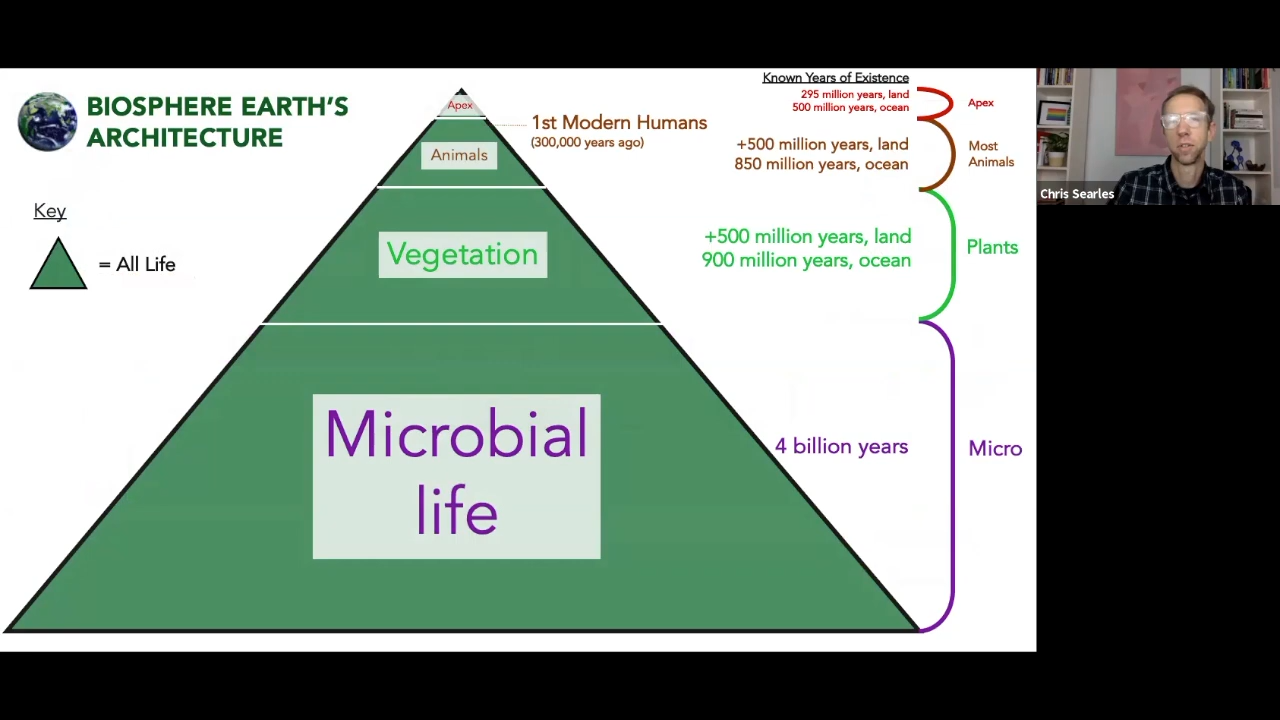 BIOSPHERE EARTH'S
ARCHITECTURE
Key
= All Life
Apex
1st Modern Humans
(300,000 years ago)
Animals
Vegetation
Microbial
life
Known Years of Existence
295 million years, land
500 million years, ocean
Apex
+500 million years, land
850 million years, ocean
Most
Animals
+500 million years, land
900 million years, ocean
Plants
4 billion years
Micro
Chris Searles